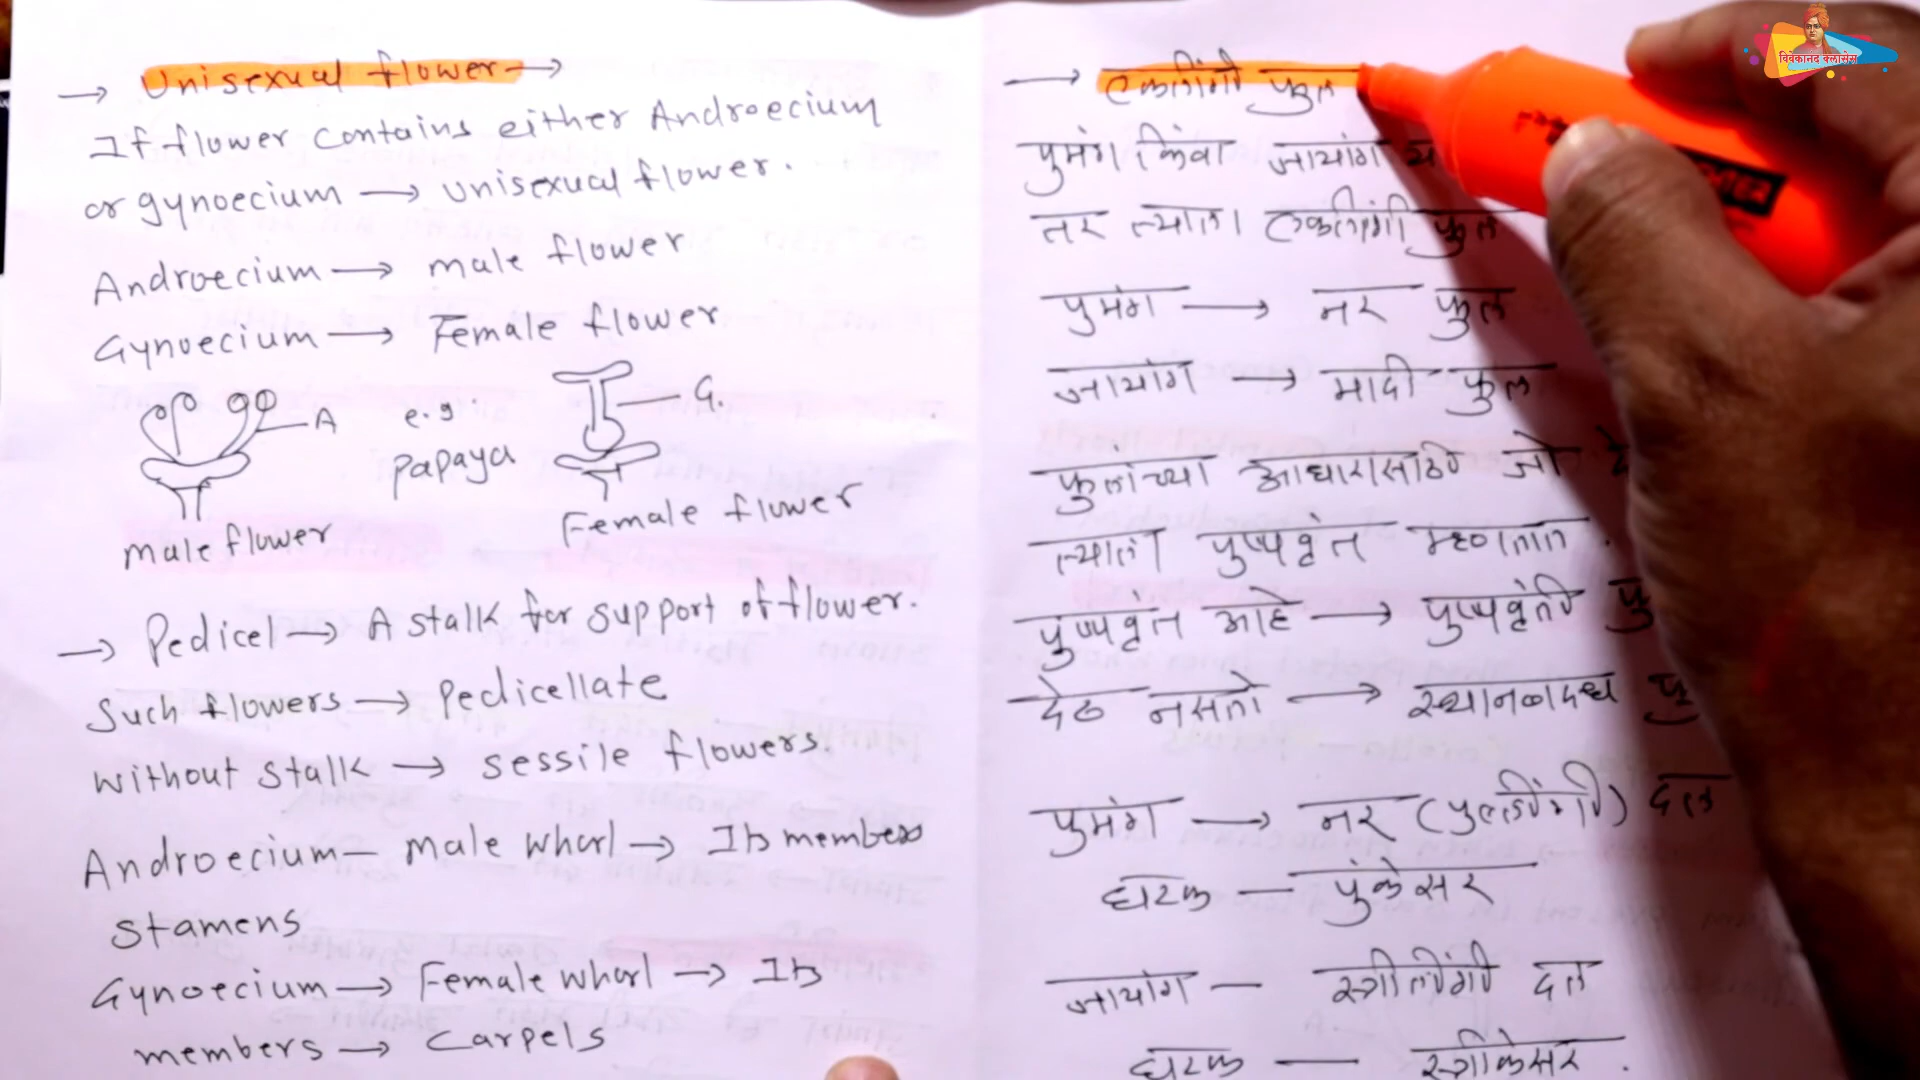 → Unisexual flower →
If flower contains either Androecium
or gynoecium → unisexual flower.
Androecium → male flower
Gynoecium → Female flower
A
e.g.
papaya
G.
male flower
Female flower
→ Pedicel → A stalk for support of flower.
Such flowers → Pedicellate
without stalk → sessile flowers.
Androecium – male whorl → Its members
stamens
Gynoecium → Female whorl → Its
members → carpels
→ एकलिंगी फुल
पुमंग किंवा जायांग
तर त्याला एकलिंगी फुल
पुमंग → नर फुल
जायांग → मादी फुल
फुलांच्या आधारासाठी जो
त्याला पुष्पवृंत म्हणतात .
पुष्पवृंत आहे → पुष्पवृंती
देठ नसतो → स्थानबध्द
पुमंग → नर (पुल्लींगी) दल
घटक — पुंकेसर
जायांग — स्त्रीलींगी दल
घटक — स्त्रीकेसर .
विवेकानंद क्लासेस